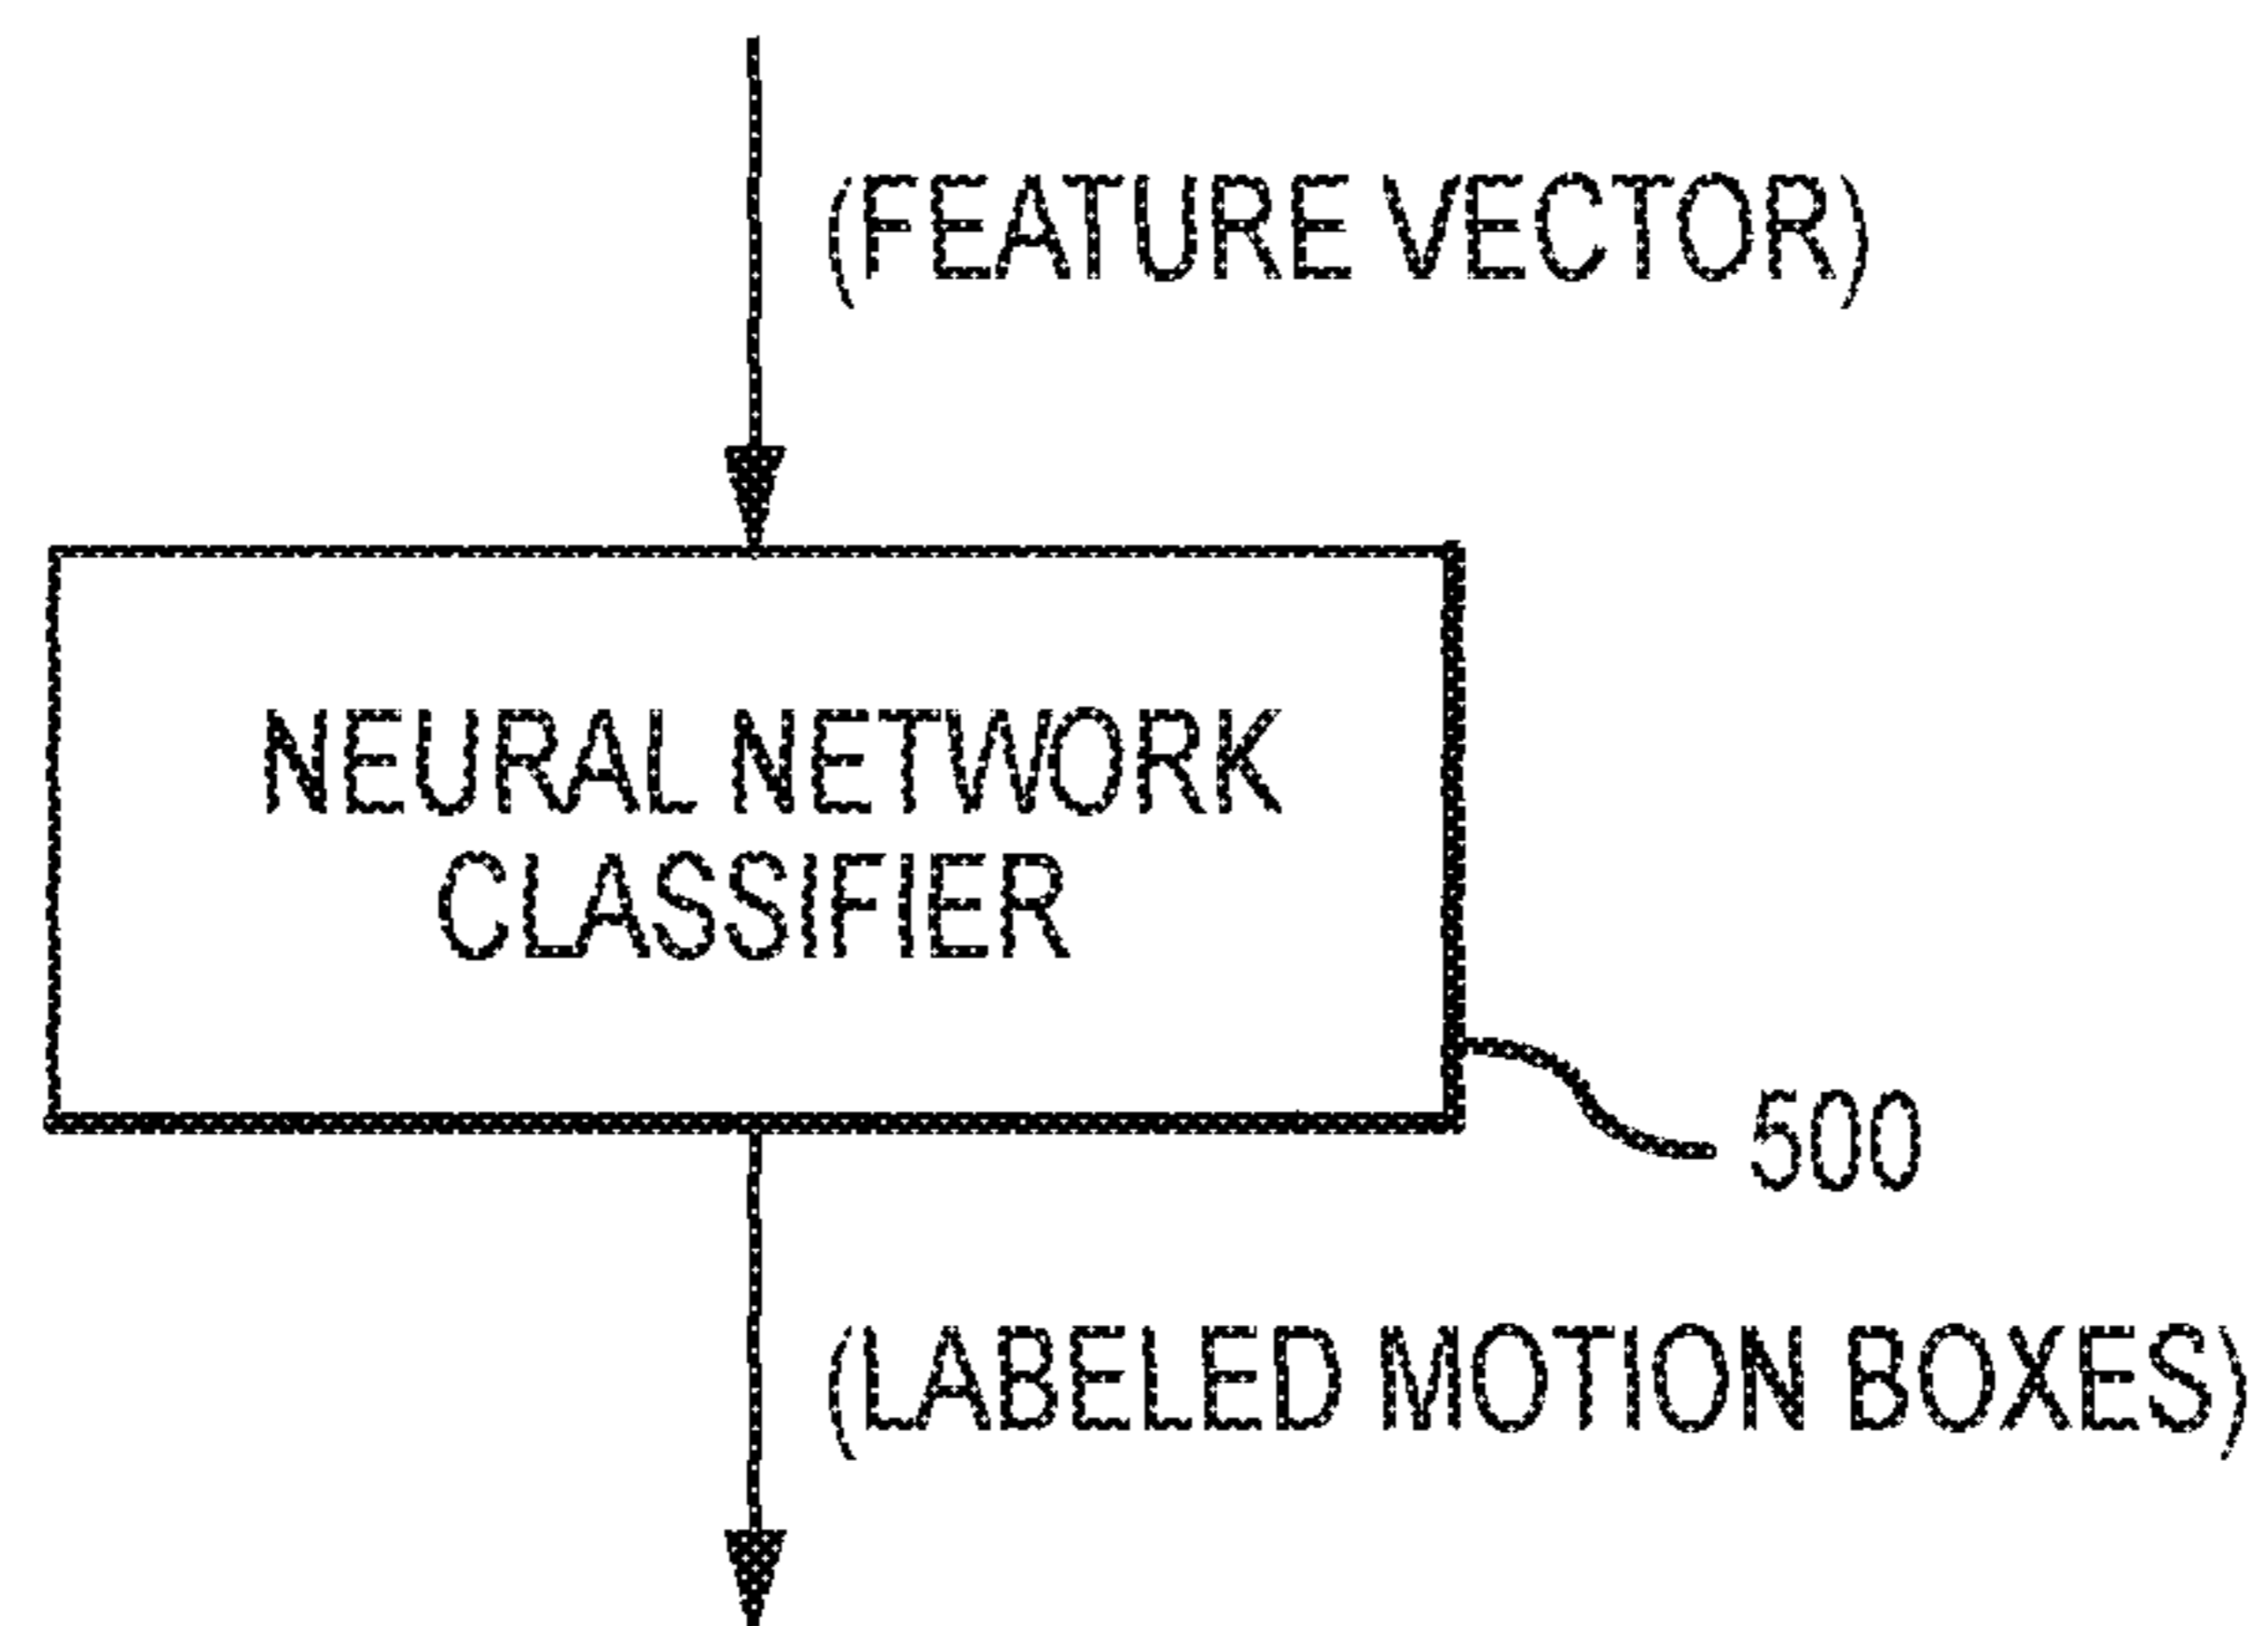 (FEATURE VECTOR)
NEURAL NETWORK
CLASSIFIER
500
(LABELED MOTION BOXES)